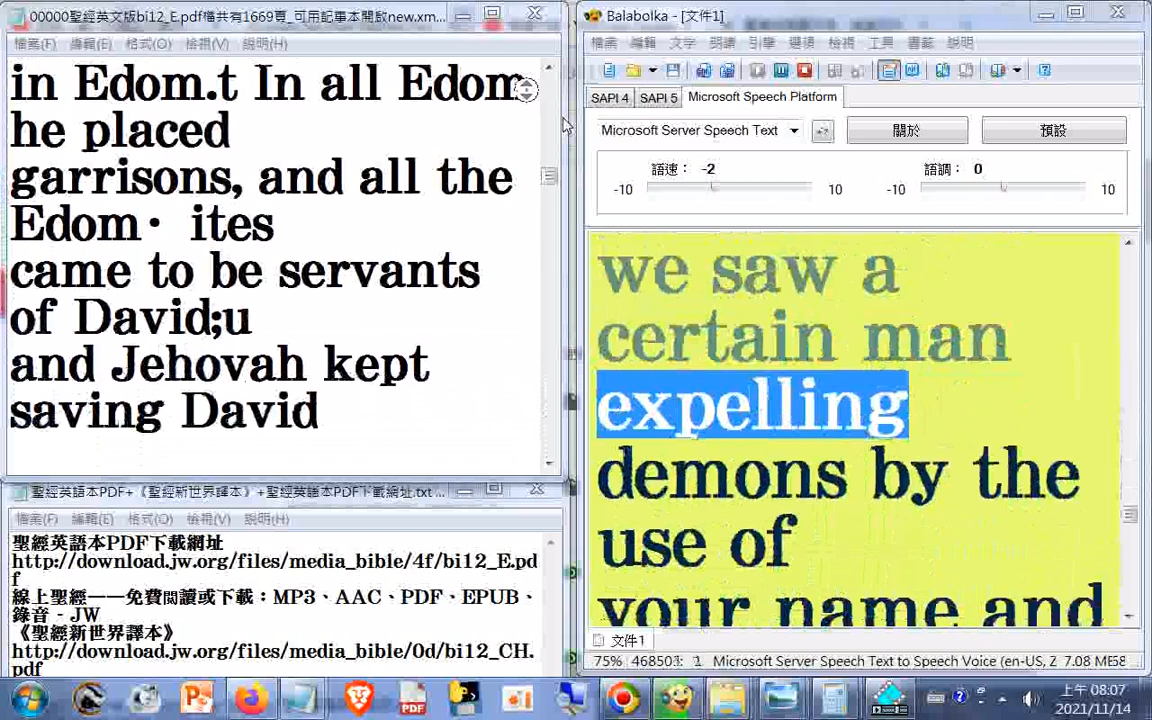 00000聖經英文版bi12_E.pdf檔共有1669頁_可用記事本開啟new.xm...
檔案(F) 編輯(E) 格式(O) 檢視(V) 說明(H)
in Edom.t In all Edom
he placed
garrisons, and all the
Edom· ites
came to be servants
of David;u
and Jehovah kept
saving David
聖經英語本PDF+《聖經新世界譯本》+聖經英語本PDF下載網址.txt ...
檔案(F) 編輯(E) 格式(O) 檢視(V) 說明(H)
聖經英語本PDF下載網址
http://download.jw.org/files/media_bible/4f/bi12_E.pd
f
線上聖經——免費閱讀或下載：MP3、AAC、PDF、EPUB、
錄音 - JW
《聖經新世界譯本》
http://download.jw.org/files/media_bible/0d/bi12_CH.
pdf
Balabolka - [文件1]
檔案 編輯 文字 朗讀 引擎 選項 檢視 工具 書籤 說明
SAPI 4 SAPI 5 Microsoft Speech Platform
Microsoft Server Speech Text 關於 預設
語速： -2 語調： 0
-10 10 -10 10
we saw a
certain man
expelling
demons by the
use of
your name and
文件1
75% 468503: 1 Microsoft Server Speech Text to Speech Voice (en-US, Z 7.08 ME58
上午 08:07
2021/11/14